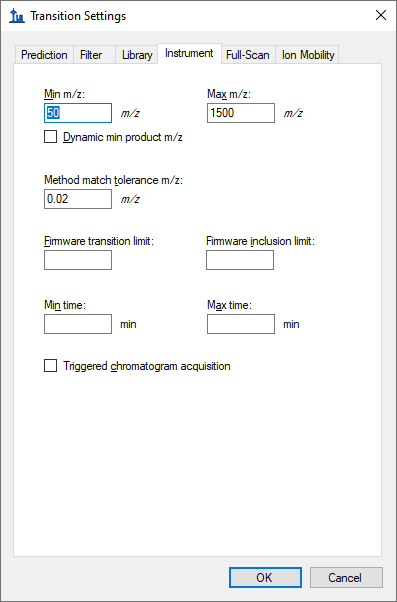 Transition Settings
Prediction Filter Library Instrument Full-Scan Ion Mobility
Min m/z: Max m/z:
50 m/z 1500 m/z
Dynamic min product m/z
Method match tolerance m/z:
0.02 m/z
Firmware transition limit: Firmware inclusion limit:
Min time: Max time:
min min
Triggered chromatogram acquisition
OK Cancel